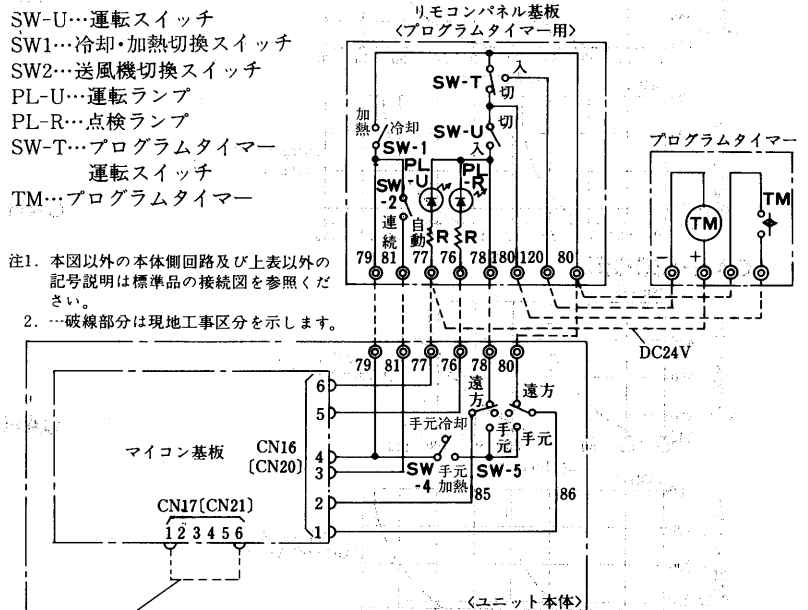 SW-U…運転スイッチ
SW1…冷却・加熱切換スイッチ
SW2…送風機切換スイッチ
PL-U…運転ランプ
PL-R…点検ランプ
SW-T…プログラムタイマー
運転スイッチ
TM…プログラムタイマー
注1. 本図以外の本体側回路及び上表以外の
記号説明は標準品の接続図を参照くだ
さい。
2. …破線部分は現地工事区分を示します。
リモコンパネル基板
〈プログラムタイマー用〉
SW-T
入
切
加熱
冷却
SW-1
SW-U
切
入
SW-2
連続
自動
PL-U
PL-R
R
R
79 81 77 76 78 180 120 80
プログラムタイマー
TM
TM
- +
DC24V
79 81 77 76 78 80
遠方
遠方
手元
手元
手元冷却
SW-4
手元加熱
SW-5
85
86
マイコン基板
CN16
〔CN20〕
6
5
4
3
2
1
CN17〔CN21〕
1 2 3 4 5 6
〈ユニット本体〉